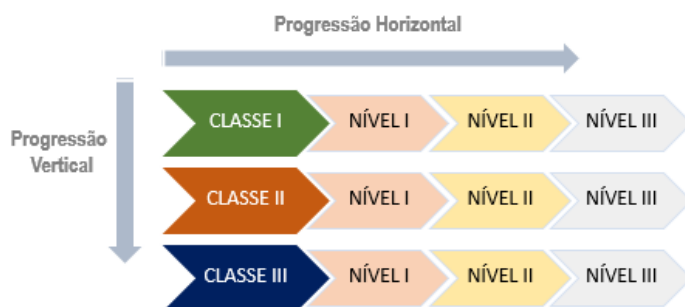 Progressão Horizontal
Progressão
Vertical
CLASSE I NÍVEL I NÍVEL II NÍVEL III
CLASSE II NÍVEL I NÍVEL II NÍVEL III
CLASSE III NÍVEL I NÍVEL II NÍVEL III